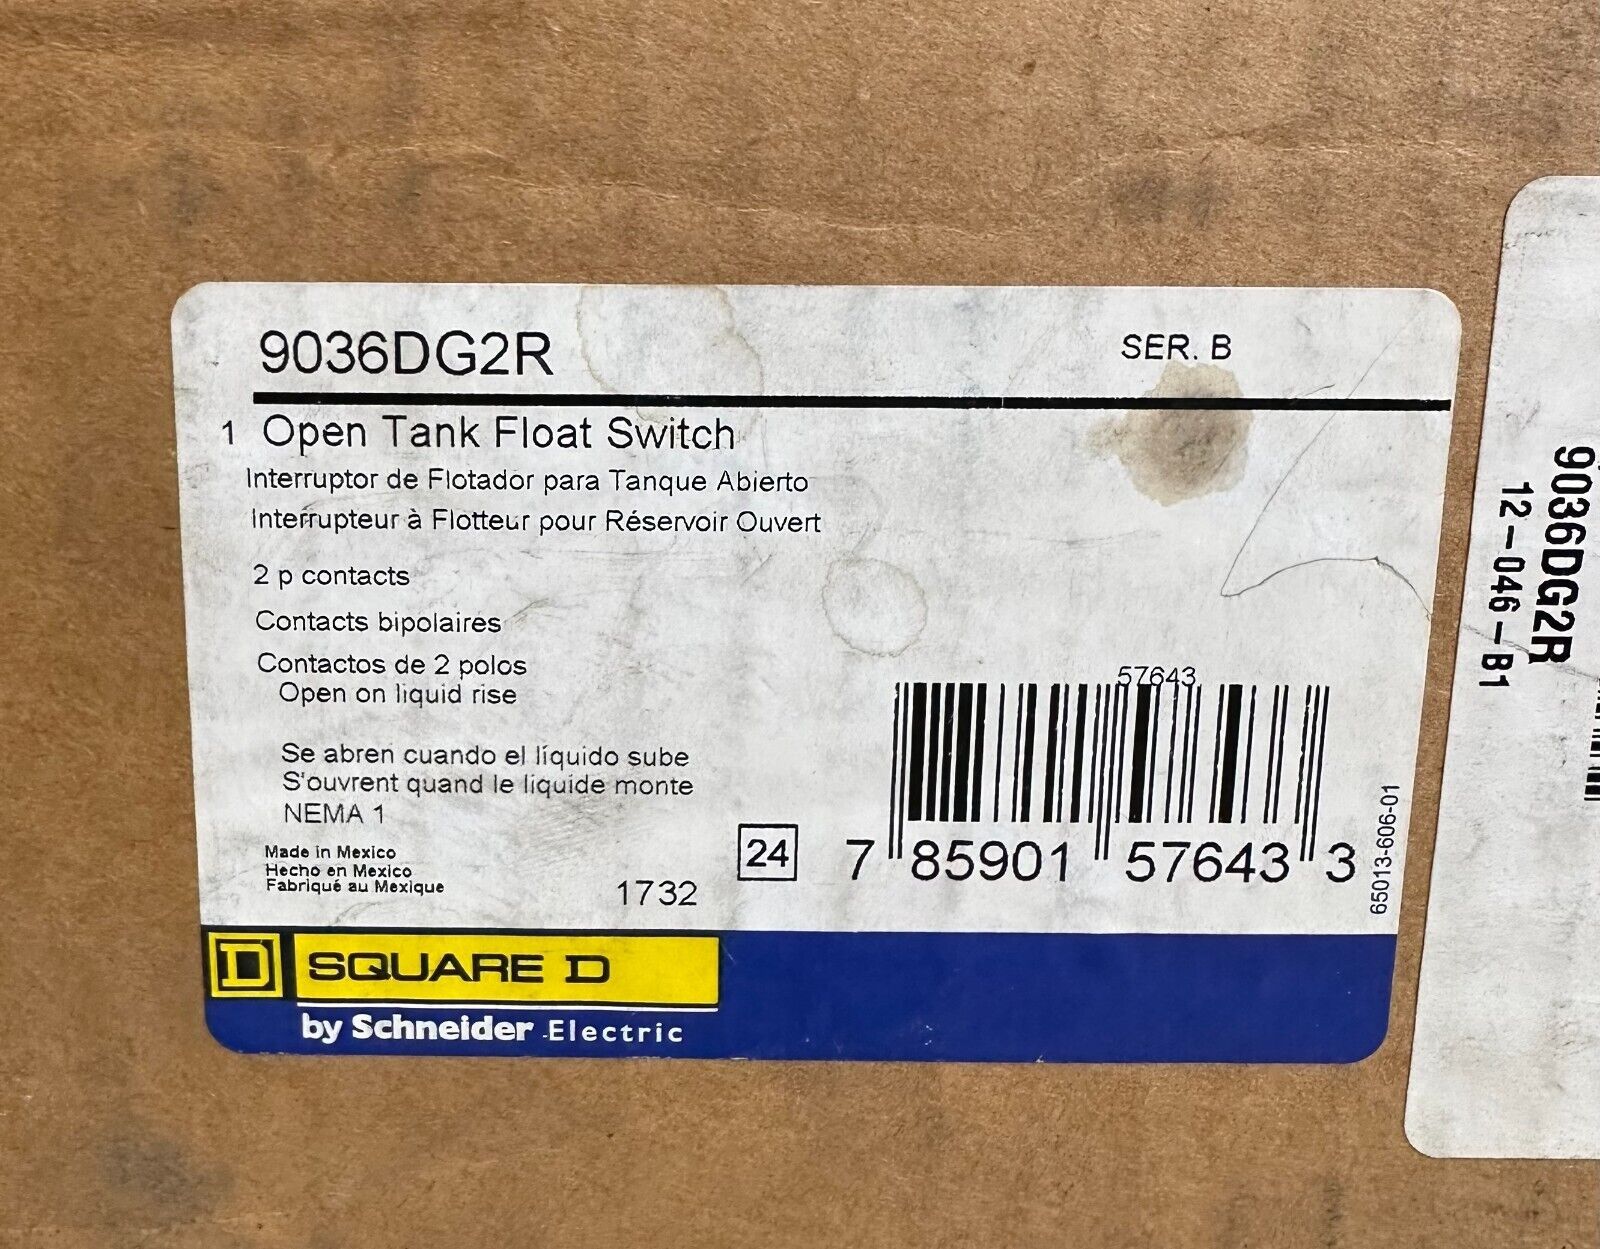 9036DG2R SER. B
1 Open Tank Float Switch
Interruptor de Flotador para Tanque Abierto
Interrupteur à Flotteur pour Réservoir Ouvert
2 p contacts
Contacts bipolaires
Contactos de 2 polos
Open on liquid rise
Se abren cuando el líquido sube
S'ouvrent quand le liquide monte
NEMA 1
Made in Mexico
Hecho en Mexico
Fabriqué au Mexique
1732
24
57643
7 85901 57643 3
65013-606-01
D SQUARE D
by Schneider Electric
9036DG2R
12-046-B1